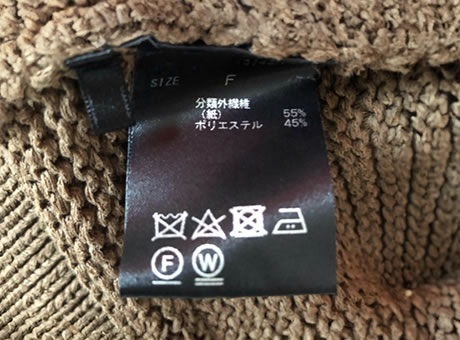 SIZE F
分類外繊維
(紙) 55%
ポリエステル 45%
F
W